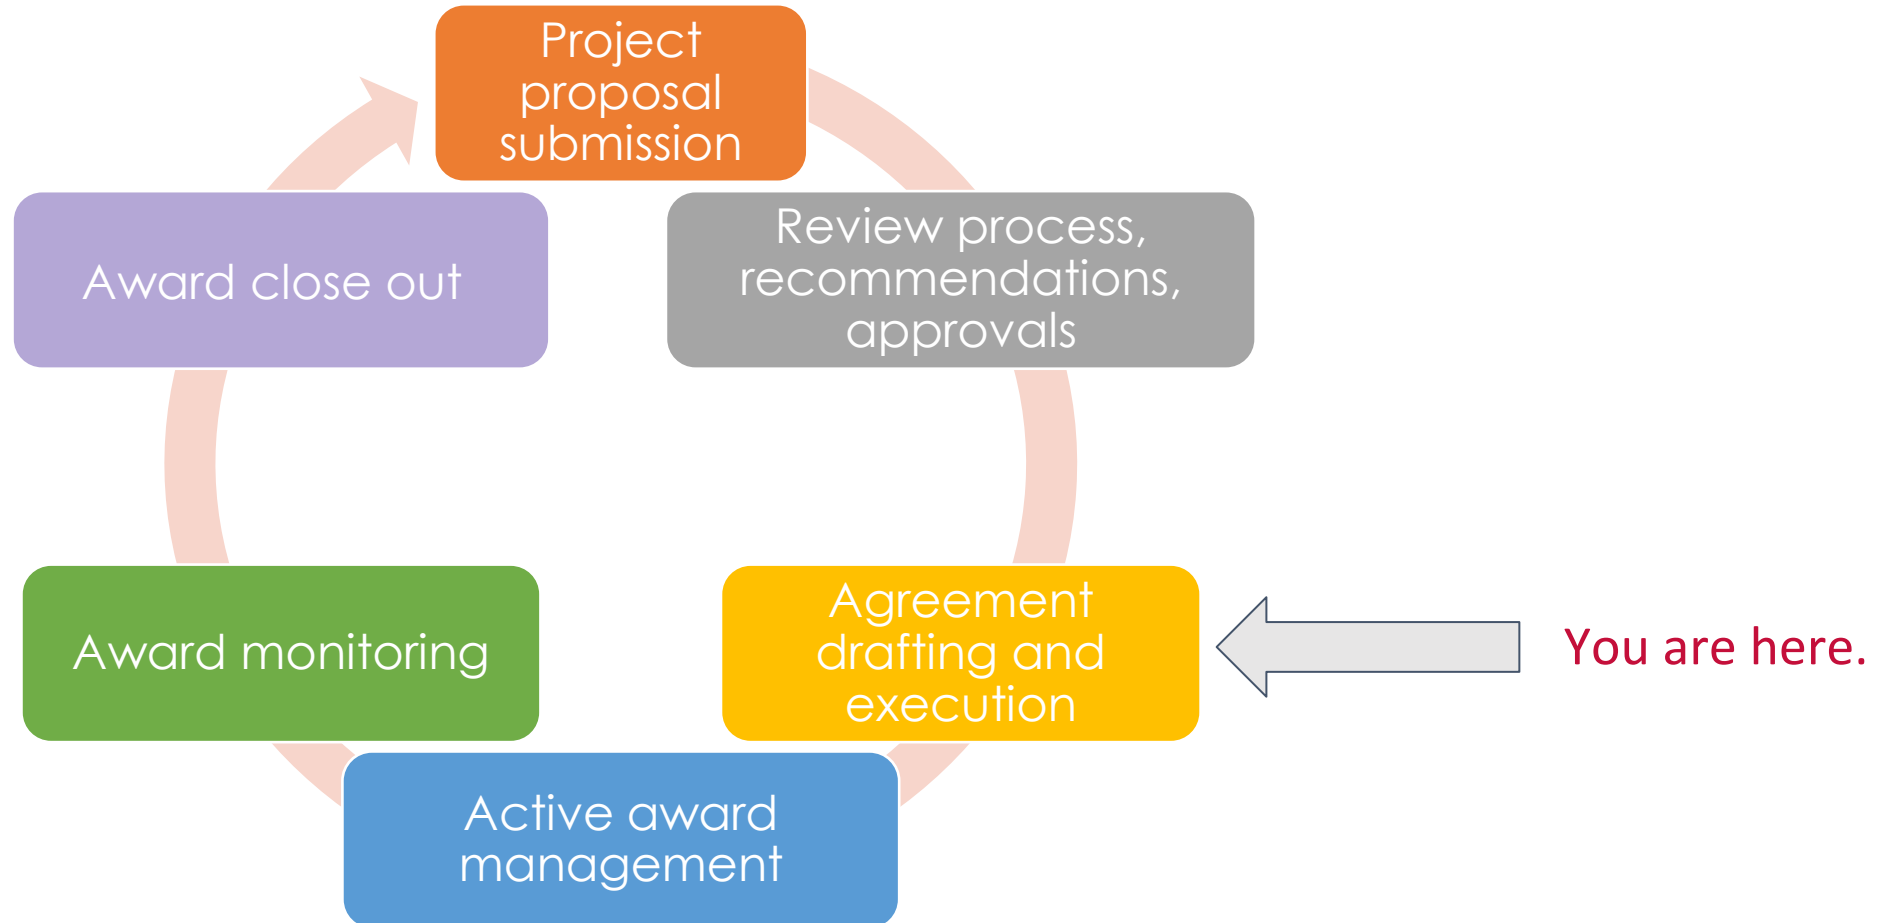 Project
proposal
submission
Review process,
recommendations,
approvals
Agreement
drafting and
execution
You are here.
Active award
management
Award monitoring
Award close out